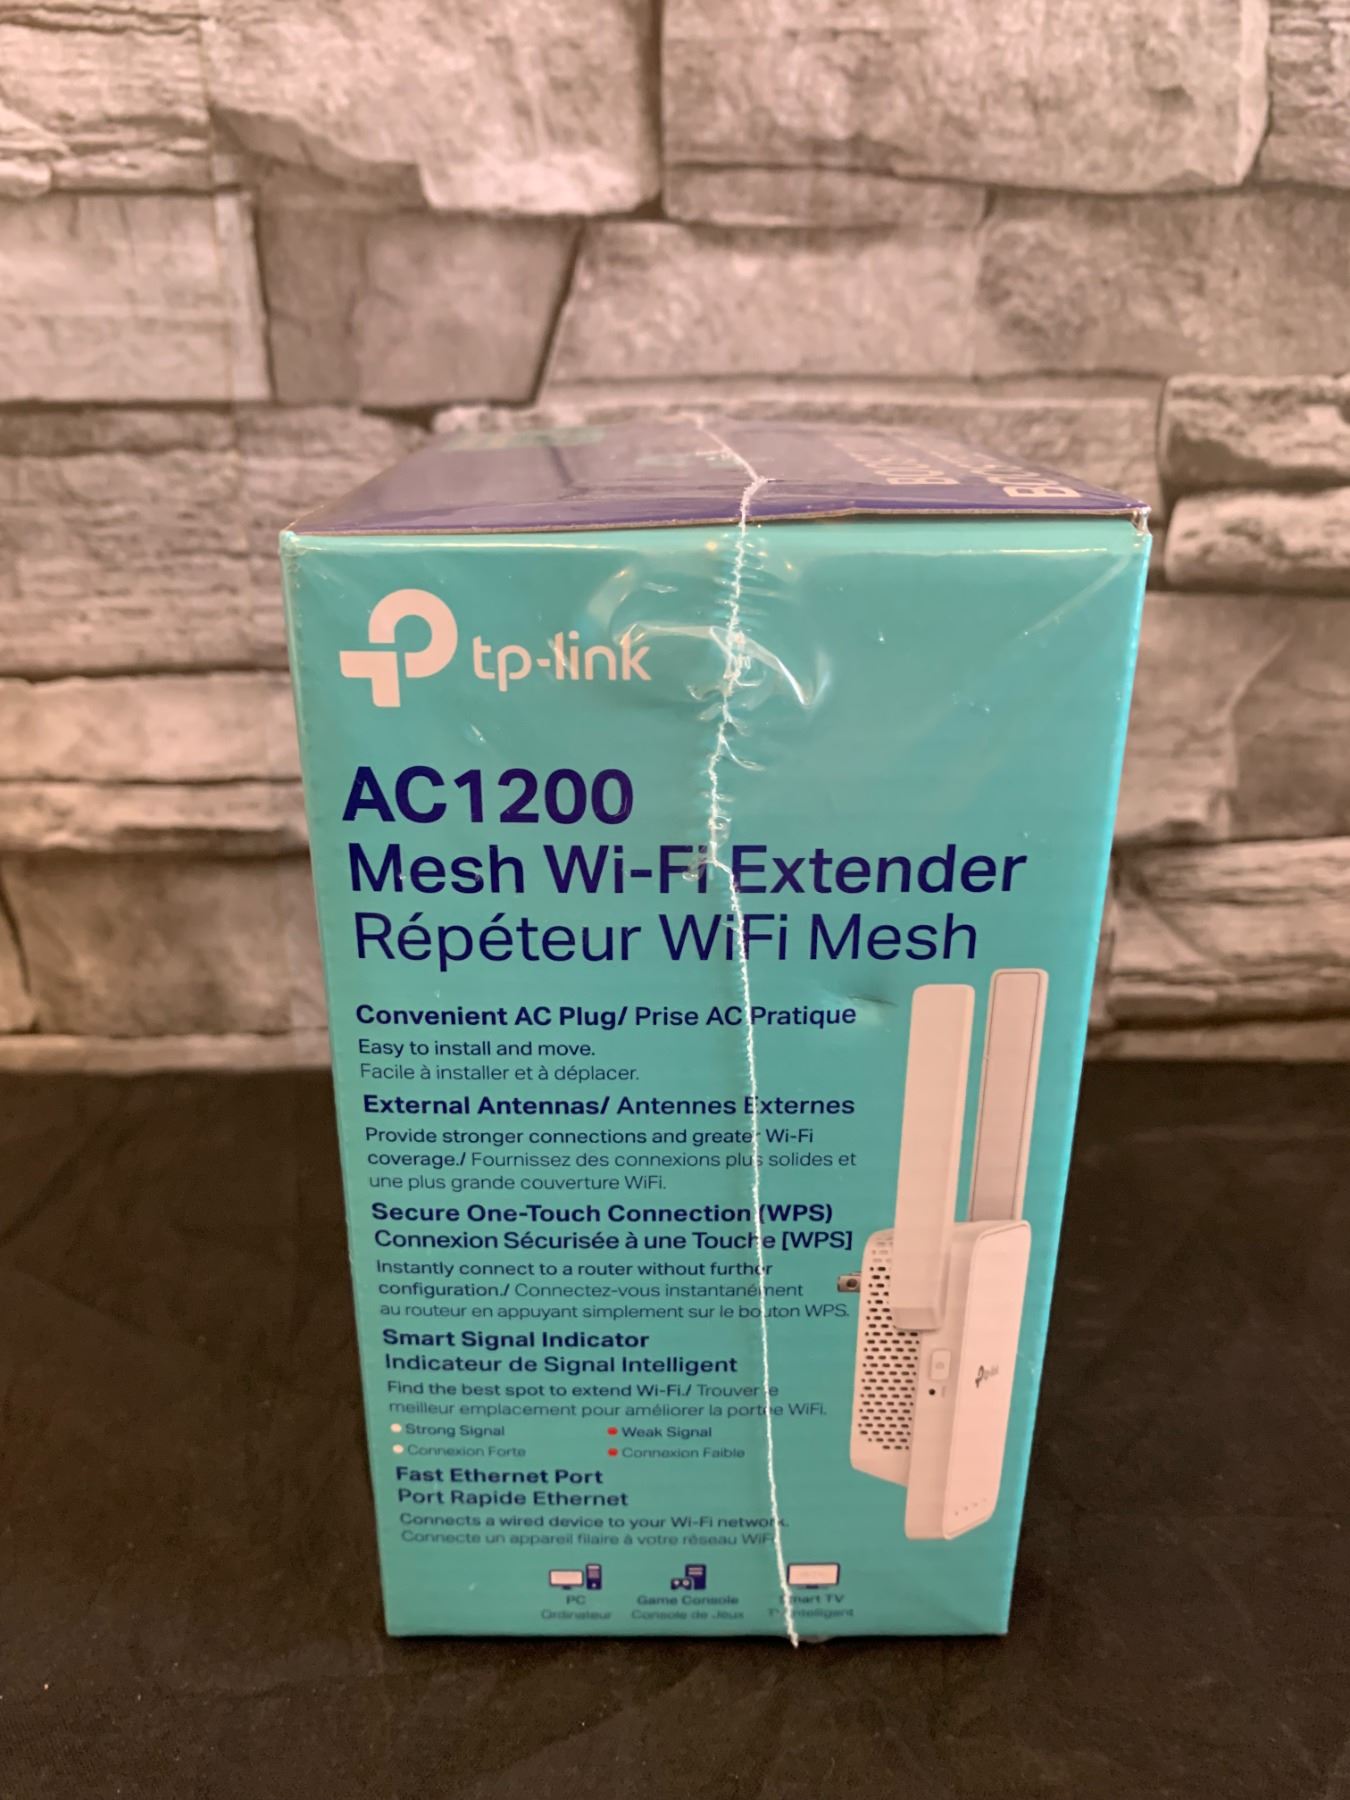 tp-link
AC1200
Mesh Wi-Fi Extender
Répéteur WiFi Mesh
Convenient AC Plug/ Prise AC Pratique
Easy to install and move.
Facile à installer et à déplacer.
External Antennas/ Antennes Externes
Provide stronger connections and greater Wi-Fi
coverage./ Fournissez des connexions plus solides et
une plus grande couverture WiFi.
Secure One-Touch Connection (WPS)
Connexion Sécurisée à une Touche [WPS]
Instantly connect to a router without further
configuration./ Connectez-vous instantanément
au routeur en appuyant simplement sur le bouton WPS.
Smart Signal Indicator
Indicateur de Signal Intelligent
Find the best spot to extend Wi-Fi./ Trouver le
meilleur emplacement pour améliorer la portée WiFi.
Strong Signal Weak Signal
Connexion Forte Connexion Faible
Fast Ethernet Port
Port Rapide Ethernet
Connects a wired device to your Wi-Fi network.
Connecte un appareil filaire à votre réseau WiFi
PC Game Console Smart TV
Ordinateur Console de Jeux TV Intelligent
tp-link